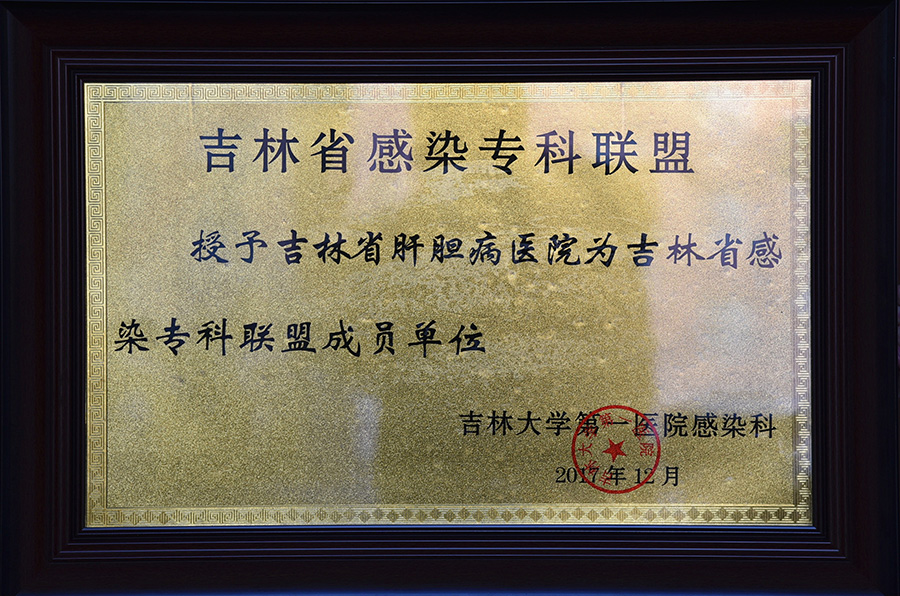 吉林省感染专科联盟
授予吉林省肝胆病医院为吉林省感
染专科联盟成员单位
吉林大学第一医院感染科
2017年12月